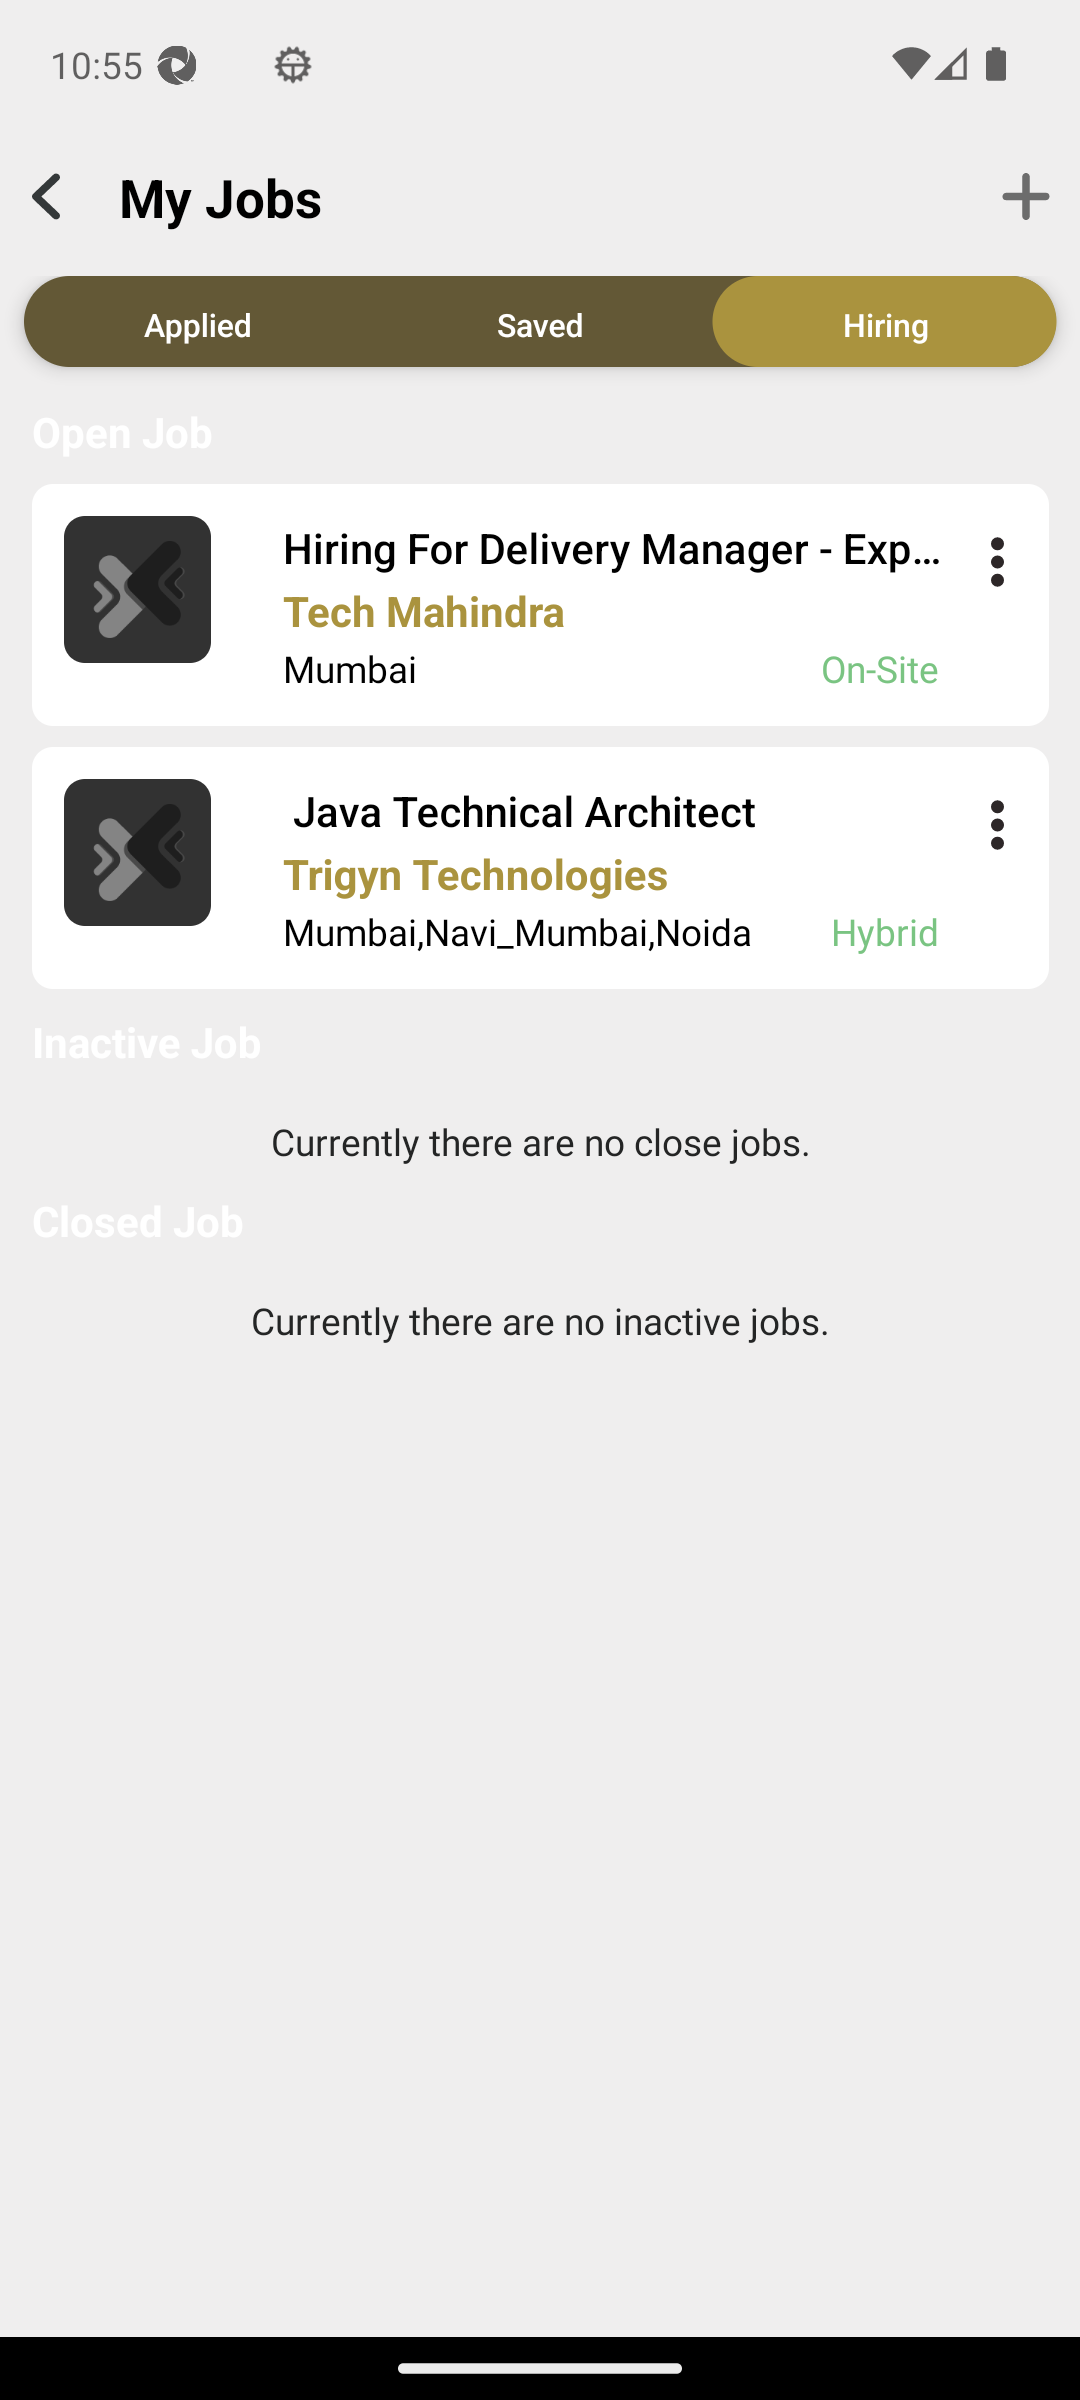 10:55
My Jobs
Applied Saved Hiring
Open Job
Hiring For Delivery Manager - Exp...
Tech Mahindra
Mumbai On-Site
Java Technical Architect
Trigyn Technologies
Mumbai,Navi_Mumbai,Noida Hybrid
Inactive Job
Currently there are no close jobs.
Closed Job
Currently there are no inactive jobs.